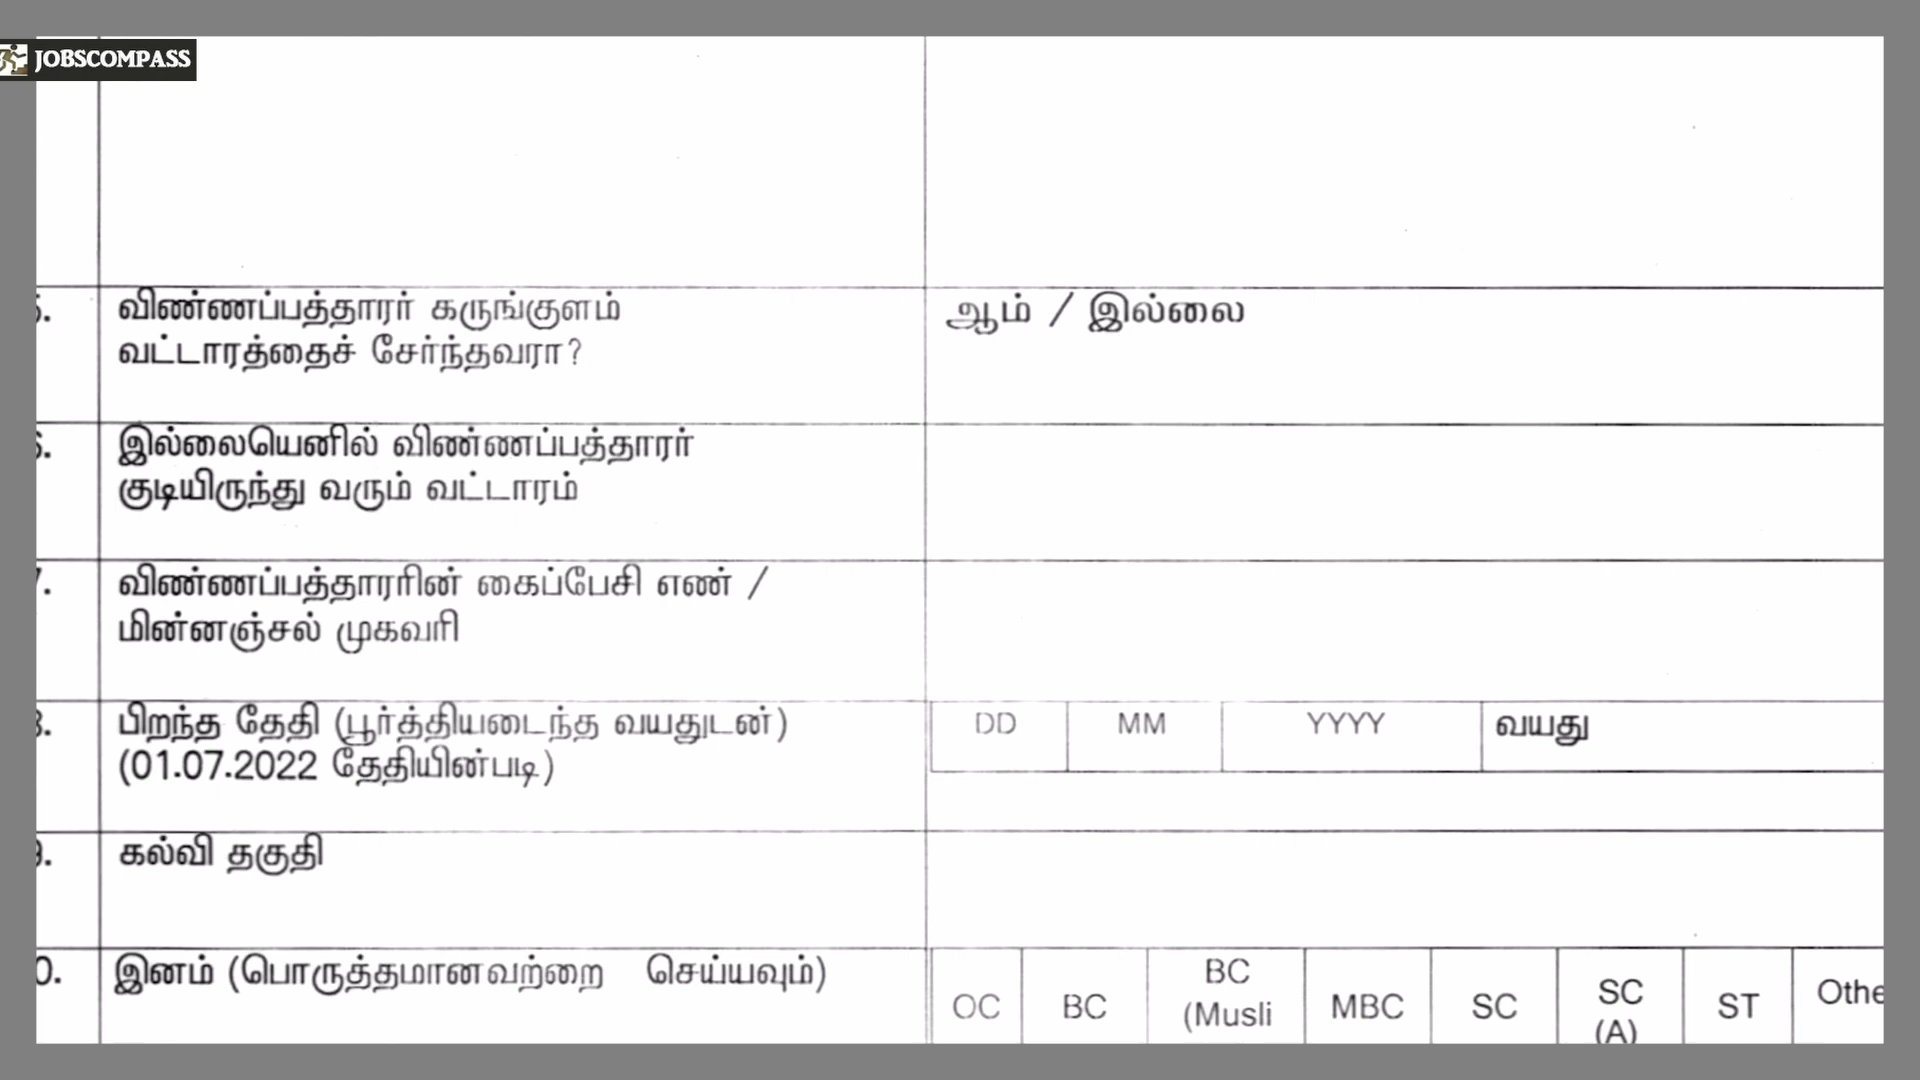 JOBSCOMPASS
5. விண்ணப்பத்தாரர் கருங்குளம்
வட்டாரத்தைச் சேர்ந்தவரா?
ஆம் / இல்லை
6. இல்லையெனில் விண்ணப்பத்தாரர்
குடியிருந்து வரும் வட்டாரம்
7. விண்ணப்பத்தாரரின் கைப்பேசி எண் /
மின்னஞ்சல் முகவரி
8. பிறந்த தேதி (பூர்த்தியடைந்த வயதுடன்)
(01.07.2022 தேதியின்படி)
DD MM YYYY வயது
9. கல்வி தகுதி
0. இனம் (பொருத்தமானவற்றை செய்யவும்)
OC BC BC (Musli MBC SC SC (A) ST Othe